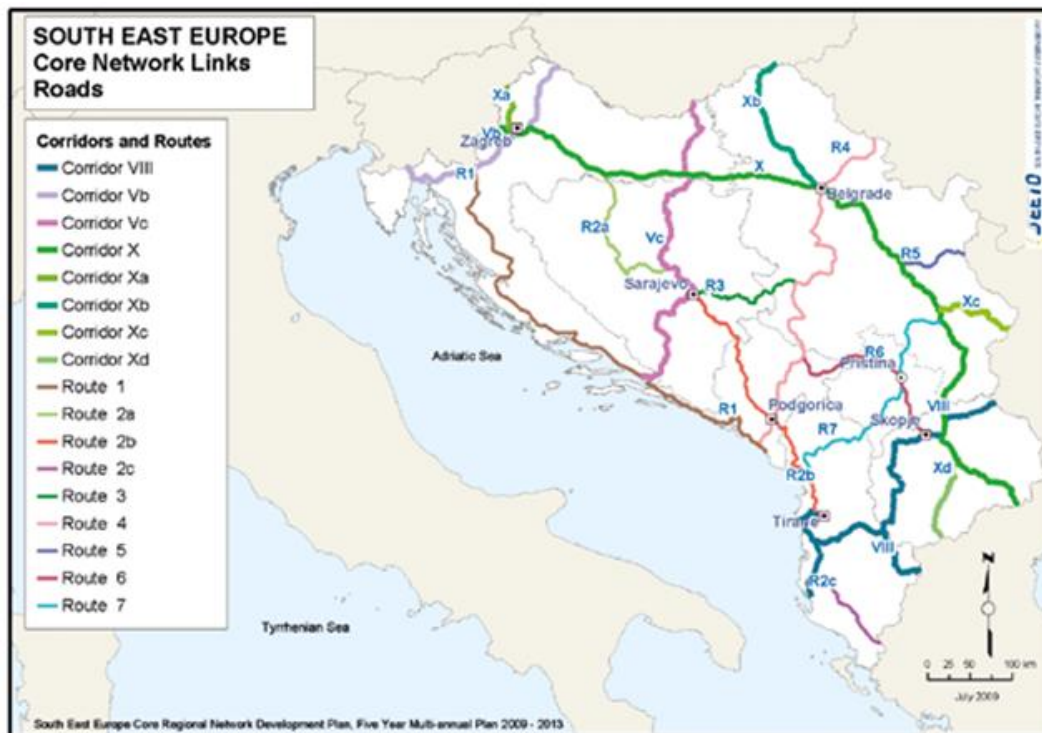 SOUTH EAST EUROPE
Core Network Links
Roads
Corridors and Routes
Corridor VIII
Corridor Vb
Corridor Vc
Corridor X
Corridor Xa
Corridor Xb
Corridor Xc
Corridor Xd
Route 1
Route 2a
Route 2b
Route 2c
Route 3
Route 4
Route 5
Route 6
Route 7
Xa
Vb
Zagreb
R1
Xb
R4
X
Belgrade
R2a
Vc
R5
Sarajevo
R3
Xc
Adriatic Sea
R6
Pristina
Podgorica
R1
VIII
Skopje
R7
Xd
R2b
Tirane
VIII
R2c
N
Tyrrhenian Sea
0 25 50 100 km
July 2009
South East Europe Core Regional Network Development Plan, Five Year Multi-annual Plan 2009 - 2013